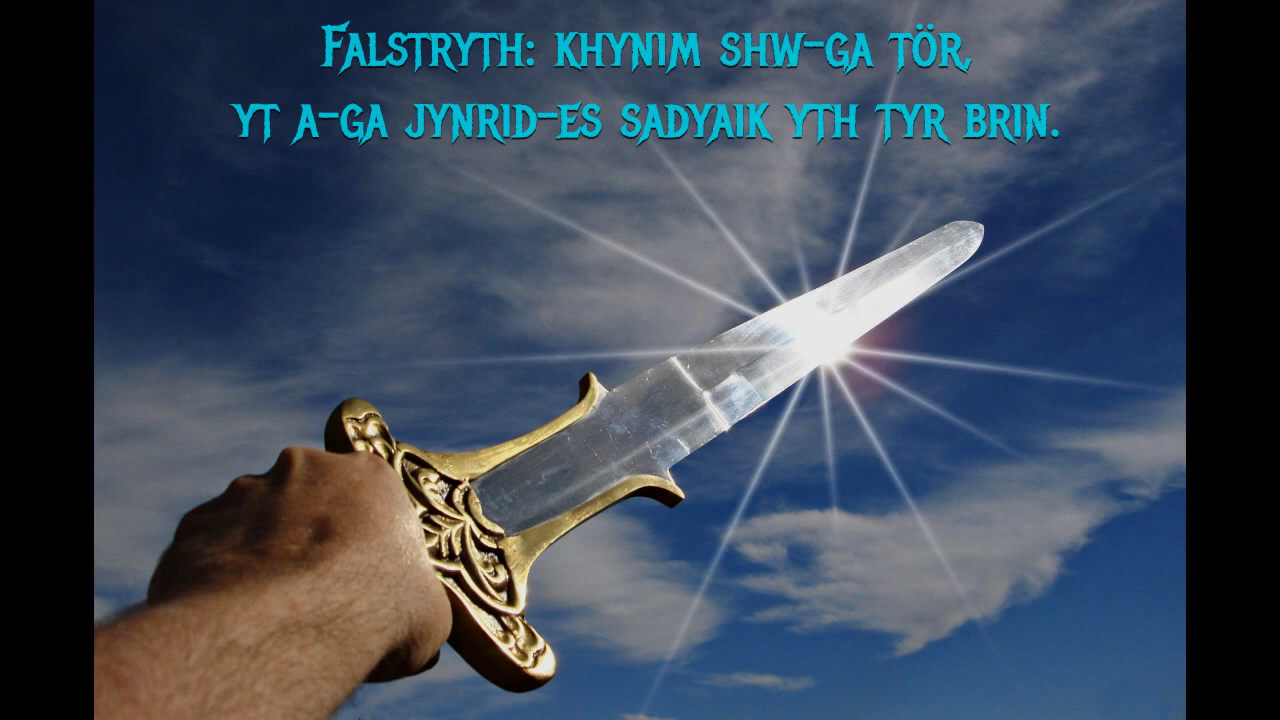 Falstryth: khynim shw-ga tör,
yt a-ga jynrid-es sadyaik yth tyr brin.